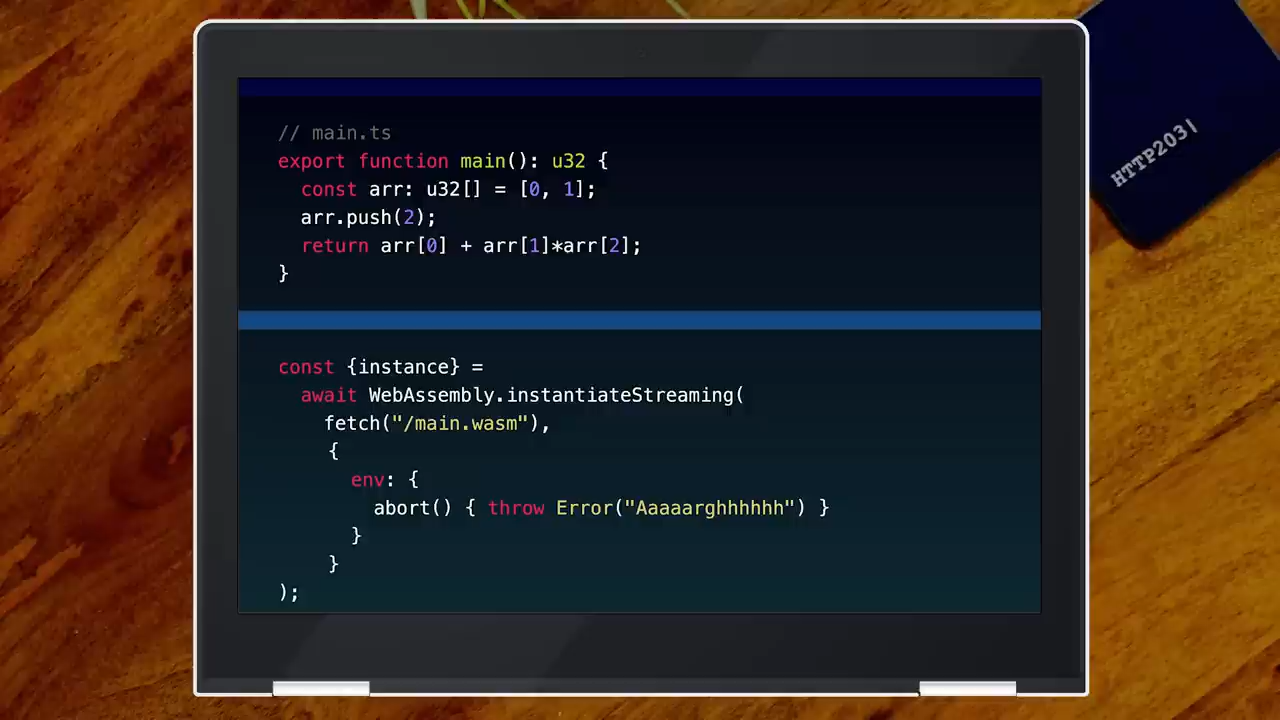 // main.ts
export function main(): u32 {
  const arr: u32[] = [0, 1];
  arr.push(2);
  return arr[0] + arr[1]*arr[2];
}
const {instance} =
  await WebAssembly.instantiateStreaming(
    fetch("/main.wasm"),
    {
      env: {
        abort() { throw Error("Aaaaarghhhhhh") }
      }
    }
);
HTTP203|